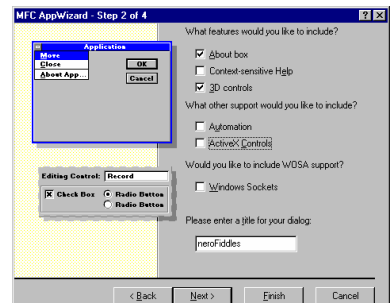 MFC AppWizard - Step 2 of 4
Application
Move
Close
About App...
OK
Cancel
Editing Control: Record
Check Box
Radio Button
Radio Button
What features would you like to include?
About box
Context-sensitive Help
3D controls
What other support would you like to include?
Automation
ActiveX Controls
Would you like to include WOSA support?
Windows Sockets
Please enter a title for your dialog:
neroFiddles
< Back Next > Finish Cancel